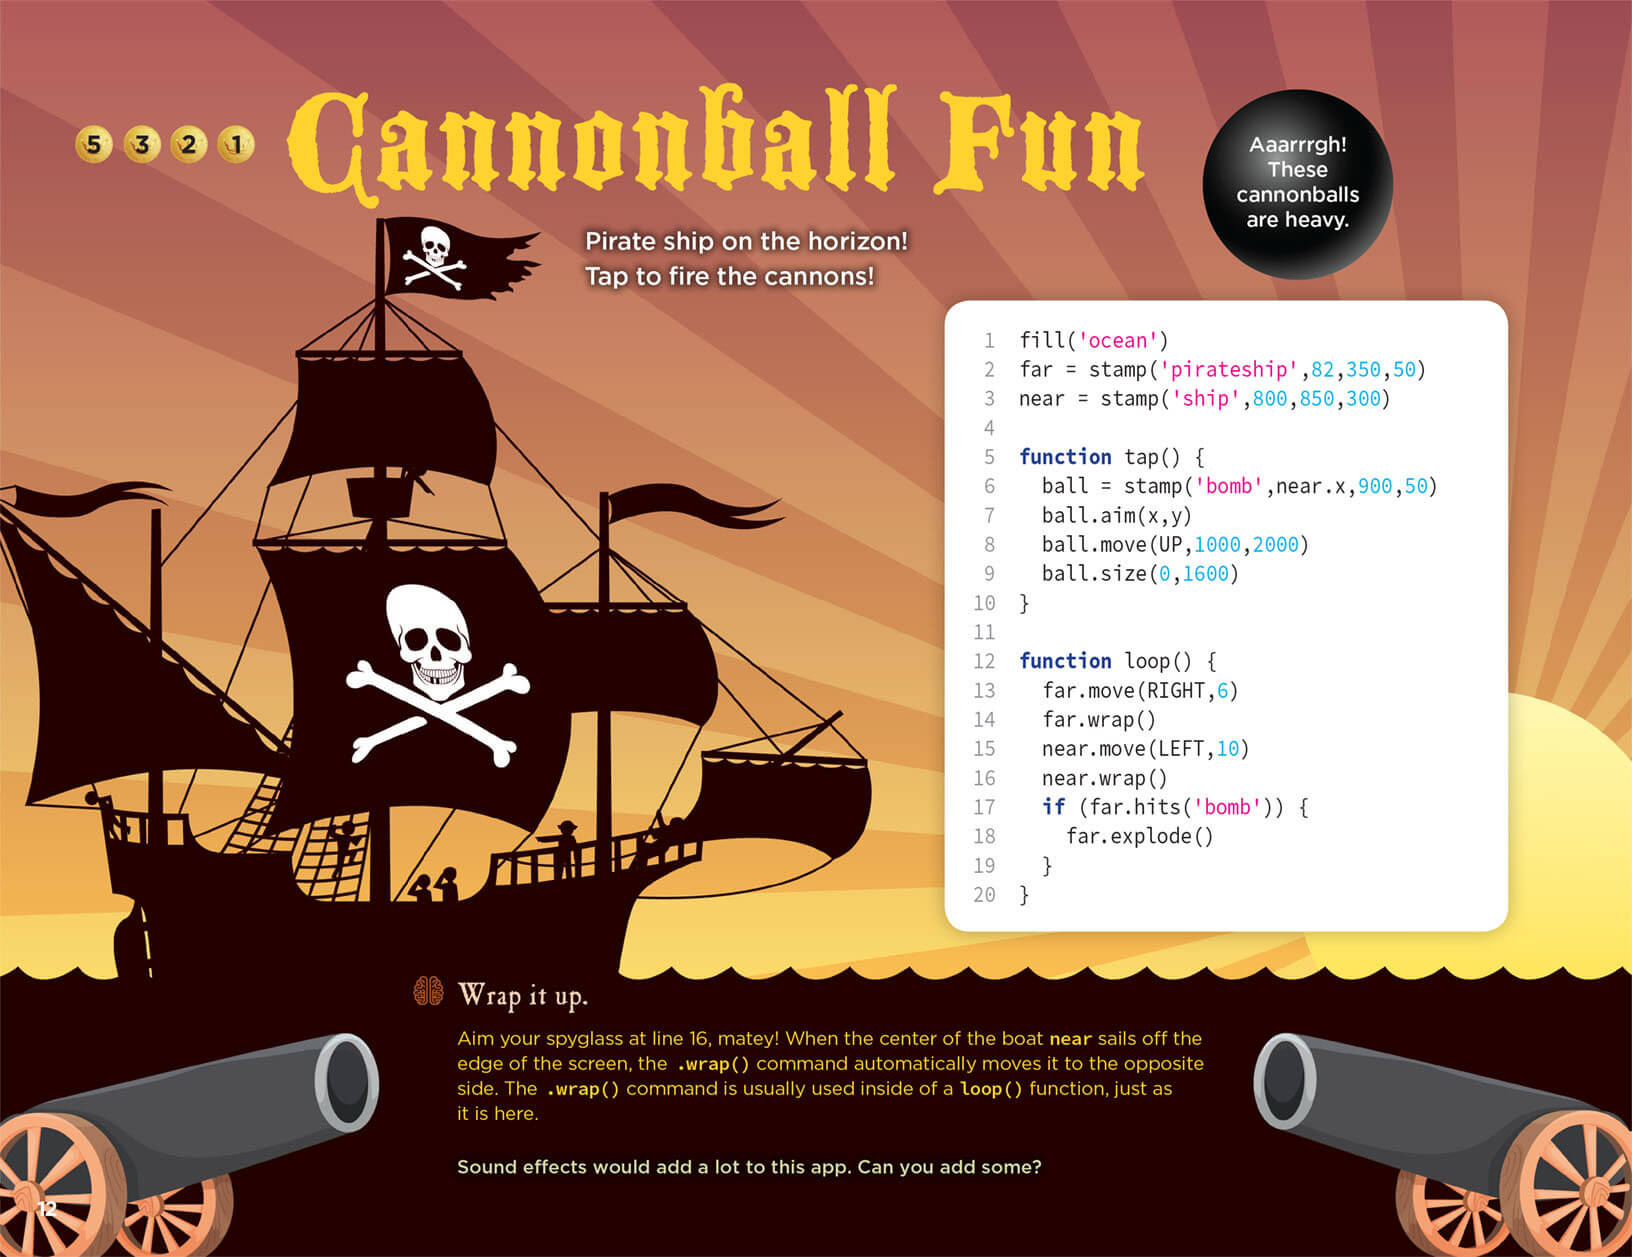 5 3 2 1 Cannonball Fun
Aaarrrgh!
These
cannonballs
are heavy.
Pirate ship on the horizon!
Tap to fire the cannons!
1 fill('ocean')
2 far = stamp('pirateship',82,350,50)
3 near = stamp('ship',800,850,300)
4
5 function tap() {
6   ball = stamp('bomb',near.x,900,50)
7   ball.aim(x,y)
8   ball.move(UP,1000,2000)
9   ball.size(0,1600)
10 }
11
12 function loop() {
13   far.move(RIGHT,6)
14   far.wrap()
15   near.move(LEFT,10)
16   near.wrap()
17   if (far.hits('bomb')) {
18     far.explode()
19   }
20 }
Wrap it up.
Aim your spyglass at line 16, matey! When the center of the boat near sails off the
edge of the screen, the .wrap() command automatically moves it to the opposite
side. The .wrap() command is usually used inside of a loop() function, just as
it is here.
Sound effects would add a lot to this app. Can you add some?
12